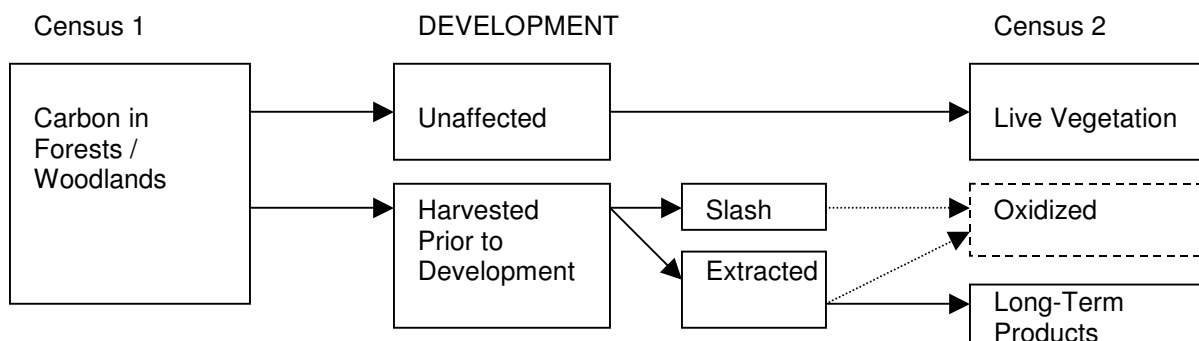 Census 1
DEVELOPMENT
Census 2
Carbon in
Forests /
Woodlands
Unaffected
Live Vegetation
Harvested
Prior to
Development
Slash
Extracted
Oxidized
Long-Term
Products